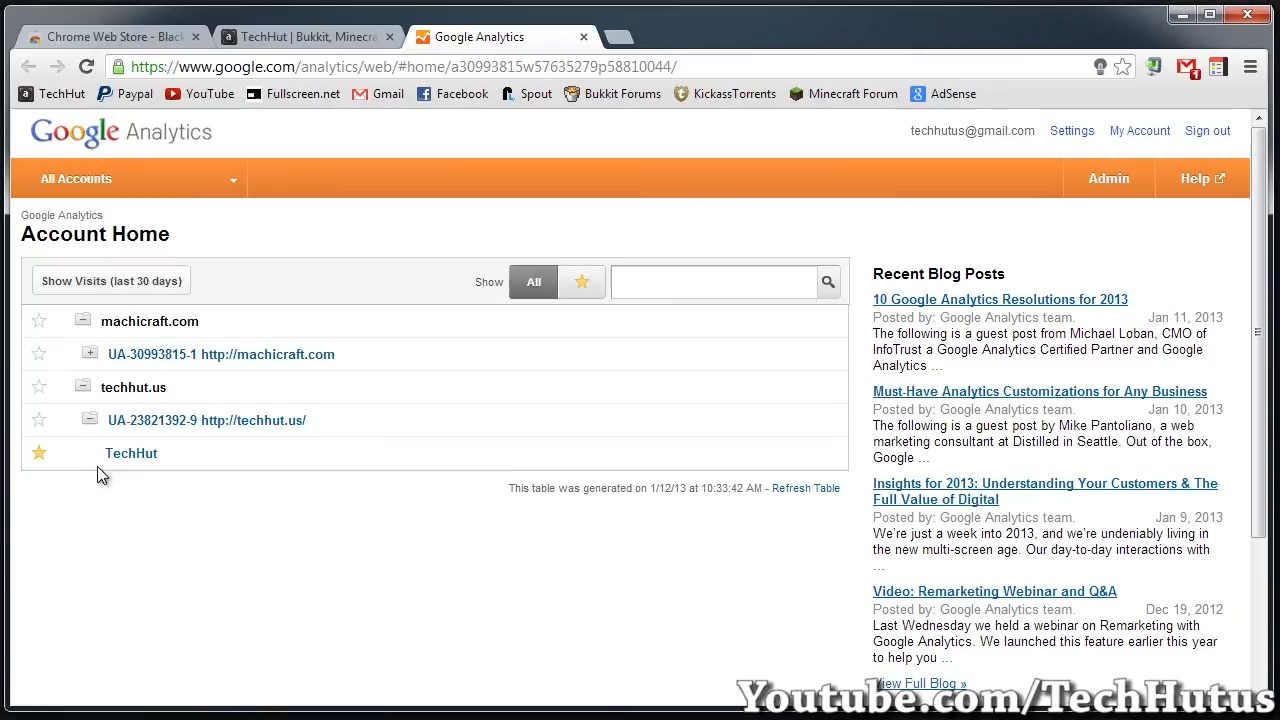 Chrome Web Store - Black
TechHut | Bukkit, Minecra
Google Analytics
https://www.google.com/analytics/web/#home/a30993815w57635279p58810044/
1
TechHut
Paypal
YouTube
Fullscreen.net
Gmail
Facebook
Spout
Bukkit Forums
KickassTorrents
Minecraft Forum
AdSense
Google Analytics
techhutus@gmail.com Settings My Account Sign out
All Accounts
Admin
Help
Google Analytics
Account Home
Show Visits (last 30 days)
Show All
machicraft.com
UA-30993815-1 http://machicraft.com
techhut.us
UA-23821392-9 http://techhut.us/
TechHut
This table was generated on 1/12/13 at 10:33:42 AM - Refresh Table
Recent Blog Posts
10 Google Analytics Resolutions for 2013
Posted by: Google Analytics team. Jan 11, 2013
The following is a guest post from Michael Loban, CMO of
InfoTrust a Google Analytics Certified Partner and Google
Analytics ...
Must-Have Analytics Customizations for Any Business
Posted by: Google Analytics team. Jan 10, 2013
The following is a guest post by Mike Pantoliano, a web
marketing consultant at Distilled in Seattle. Out of the box,
Google ...
Insights for 2013: Understanding Your Customers & The
Full Value of Digital
Posted by: Google Analytics team. Jan 9, 2013
We're just a week into 2013, and we're undeniably living in
the new multi-screen age. Our day-to-day interactions with
...
Video: Remarketing Webinar and Q&A
Posted by: Google Analytics team. Dec 19, 2012
Last Wednesday we held a webinar on Remarketing with
Google Analytics. We launched this feature earlier this year
to help you ...
View Full Blog »
Youtube.com/TechHutus